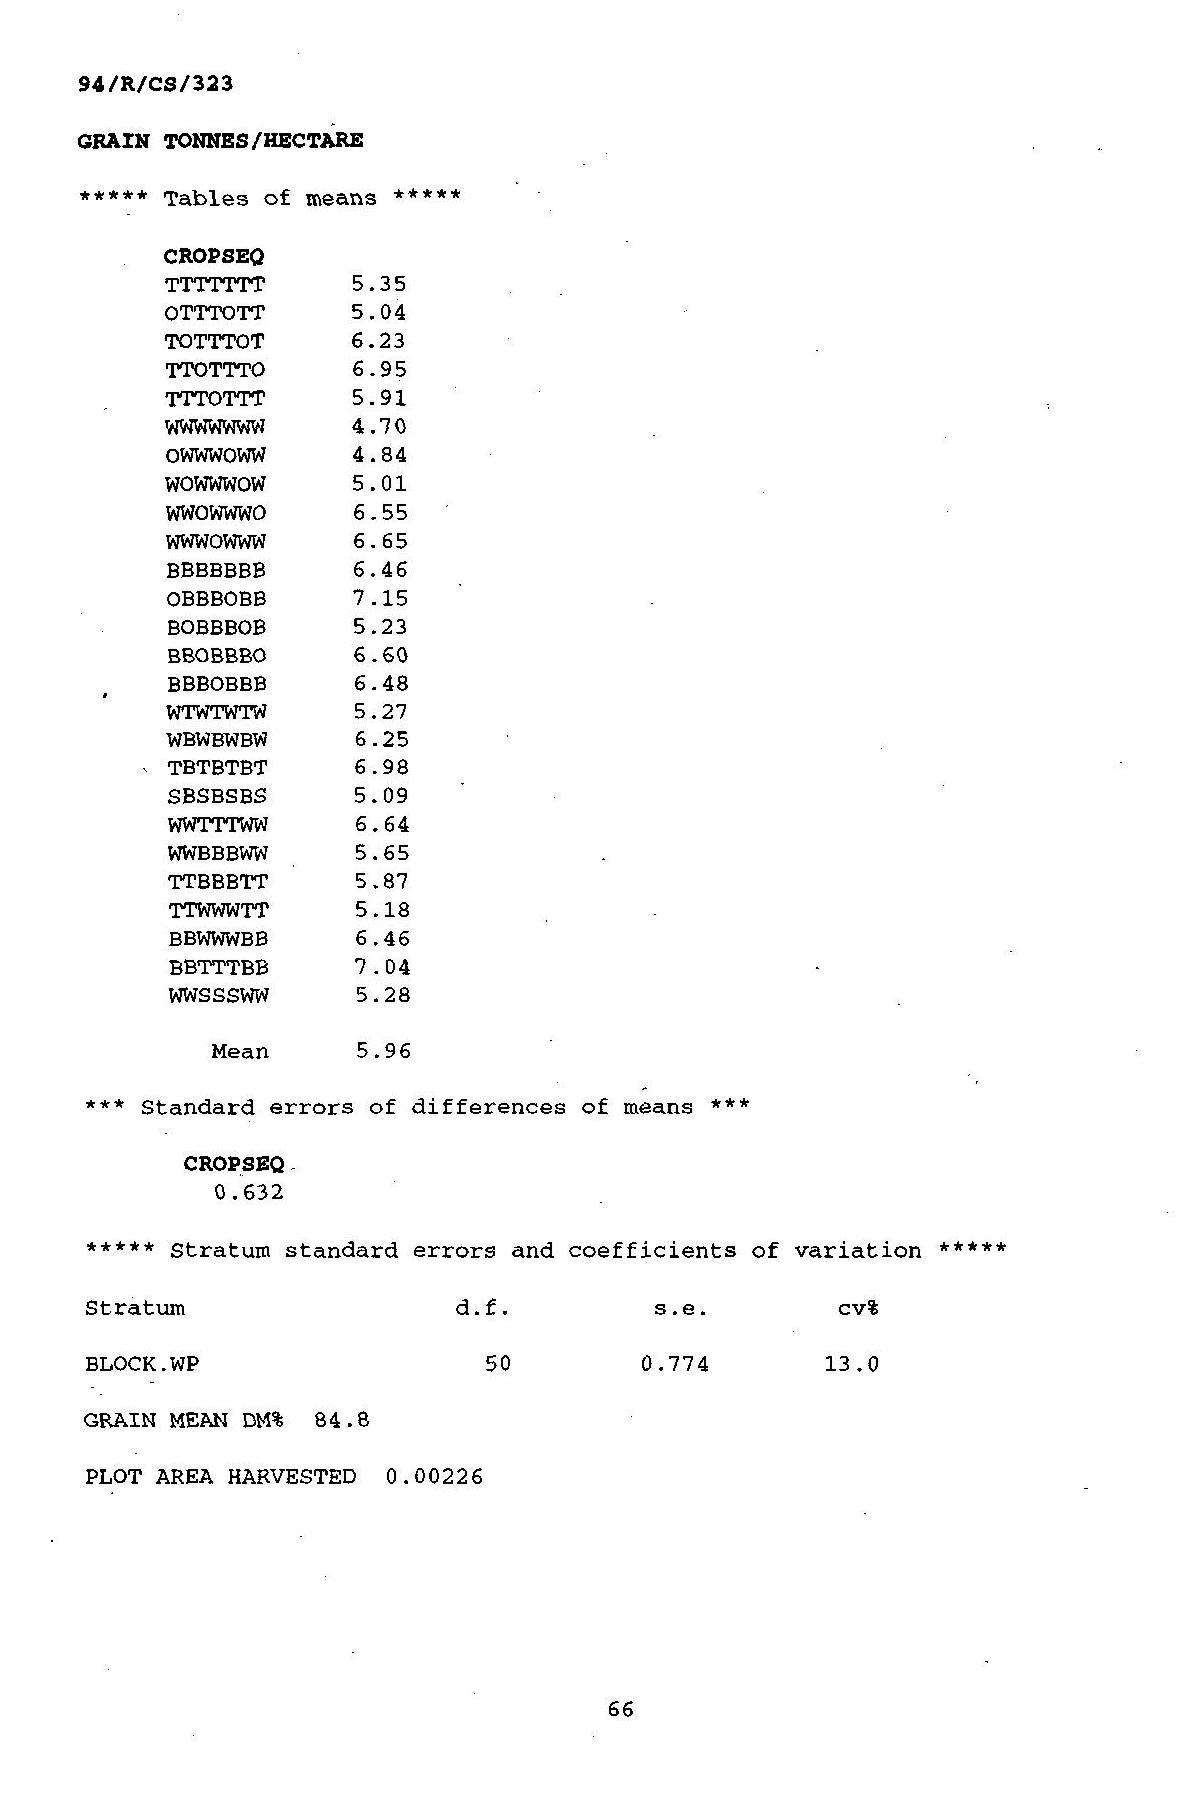 94/R/CS/323
GRAIN TONNES/HECTARE
***** Tables of means *****
CROPSEQ
TTTTTTT 5.35
OTTTOTT 5.04
TOTTTOT 6.23
TTOTTTO 6.95
TTTOTTT 5.91
WWWWWWW 4.70
OWWWOWW 4.84
WOWWWOW 5.01
WWOWWWO 6.55
WWWOWWW 6.65
BBBBBBB 6.46
OBBBOBB 7.15
BOBBBOB 5.23
BBOBBBO 6.60
BBBOBBB 6.48
WTWTWTW 5.27
WBWBWBW 6.25
TBTBTBT 6.98
SBSBSBS 5.09
WWTTTWW 6.64
WWBBBWW 5.65
TTBBBTT 5.87
TTWWWTT 5.18
BBWWWBB 6.46
BBTTTBB 7.04
WWSSSWW 5.28
Mean 5.96
*** Standard errors of differences of means ***
CROPSEQ
0.632
***** Stratum standard errors and coefficients of variation *****
Stratum d.f. s.e. cv%
BLOCK.WP 50 0.774 13.0
GRAIN MEAN DM% 84.8
PLOT AREA HARVESTED 0.00226
66